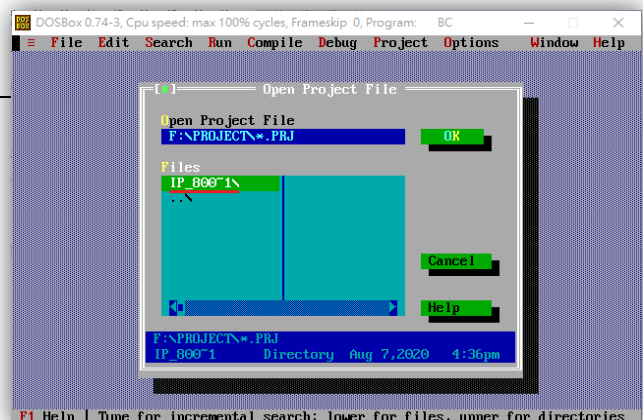 DOSBox 0.74-3, Cpu speed: max 100% cycles, Frameskip 0, Program: BC
≡ File Edit Search Run Compile Debug Project Options Window Help
[■] Open Project File
Open Project File
F:\PROJECT\*.PRJ OK
Files
IP_800~1\
..\
Cancel
Help
F:\PROJECT\*.PRJ
IP_800~1 Directory Aug 7,2020 4:36pm
F1 Help | Type for incremental search; lower for files, upper for directories